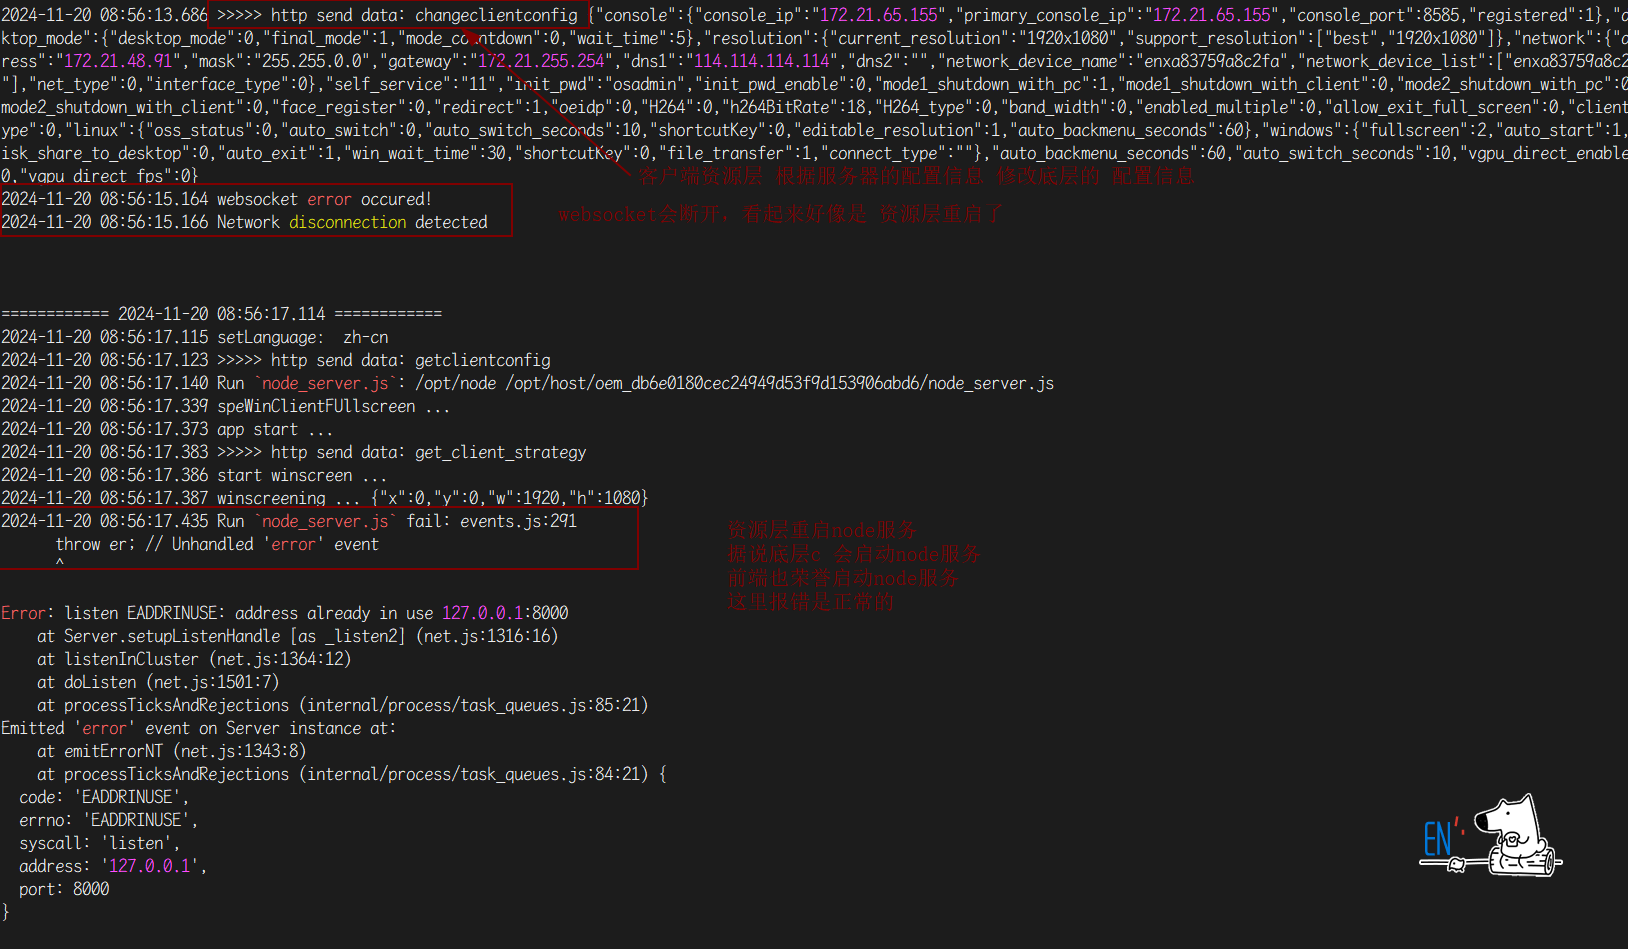 2024-11-20 08:56:13.686 >>>>> http send data: changeclientconfig {"console":{"console_ip":"172.21.65.155","primary_console_ip":"172.21.65.155","console_port":8585,"registered":1},"d
ktop_mode":{"desktop_mode":0,"final_mode":1,"mode_countdown":0,"wait_time":5},"resolution":{"current_resolution":"1920x1080","support_resolution":["best","1920x1080"]},"network":{"
ress":"172.21.48.91","mask":"255.255.0.0","gateway":"172.21.255.254","dns1":"114.114.114.114","dns2":"","network_device_name":"enxa83759a8c2fa","network_device_list":["enxa83759a8c2
"],"net_type":0,"interface_type":0},"self_service":"11","init_pwd":"osadmin","init_pwd_enable":0,"mode1_shutdown_with_pc":1,"mode1_shutdown_with_client":0,"mode2_shutdown_with_pc":0
mode2_shutdown_with_client":0,"face_register":0,"redirect":1,"oeidp":0,"H264":0,"h264BitRate":18,"H264_type":0,"band_width":0,"enabled_multiple":0,"allow_exit_full_screen":0,"client
ype":0,"linux":{"oss_status":0,"auto_switch":0,"auto_switch_seconds":10,"shortcutKey":0,"editable_resolution":1,"auto_backmenu_seconds":60},"windows":{"fullscreen":2,"auto_start":1,
isk_share_to_desktop":0,"auto_exit":1,"win_wait_time":30,"shortcutKey":0,"file_transfer":1,"connect_type":""},"auto_backmenu_seconds":60,"auto_switch_seconds":10,"vgpu_direct_enable
0,"vgpu_direct_fps":0}
客户端资源层 根据服务器的配置信息 修改底层的 配置信息
2024-11-20 08:56:15.164 websocket error occured!
websocket会断开，看起来好像是 资源层重启了
2024-11-20 08:56:15.166 Network disconnection detected
============ 2024-11-20 08:56:17.114 ============
2024-11-20 08:56:17.115 setLanguage:  zh-cn
2024-11-20 08:56:17.123 >>>>> http send data: getclientconfig
2024-11-20 08:56:17.140 Run `node_server.js`: /opt/node /opt/host/oem_db6e0180cec24949d53f9d153906abd6/node_server.js
2024-11-20 08:56:17.339 speWinClientFUllscreen ...
2024-11-20 08:56:17.373 app start ...
2024-11-20 08:56:17.383 >>>>> http send data: get_client_strategy
2024-11-20 08:56:17.386 start winscreen ...
2024-11-20 08:56:17.387 winscreening ... {"x":0,"y":0,"w":1920,"h":1080}
2024-11-20 08:56:17.435 Run `node_server.js` fail: events.js:291
throw er; // Unhandled 'error' event
^
资源层重启node服务
据说底层c 会启动node服务
前端也荣誉启动node服务
这里报错是正常的
Error: listen EADDRINUSE: address already in use 127.0.0.1:8000
at Server.setupListenHandle [as _listen2] (net.js:1316:16)
at listenInCluster (net.js:1364:12)
at doListen (net.js:1501:7)
at processTicksAndRejections (internal/process/task_queues.js:85:21)
Emitted 'error' event on Server instance at:
at emitErrorNT (net.js:1343:8)
at processTicksAndRejections (internal/process/task_queues.js:84:21) {
code: 'EADDRINUSE',
errno: 'EADDRINUSE',
syscall: 'listen',
address: '127.0.0.1',
port: 8000
}
EN